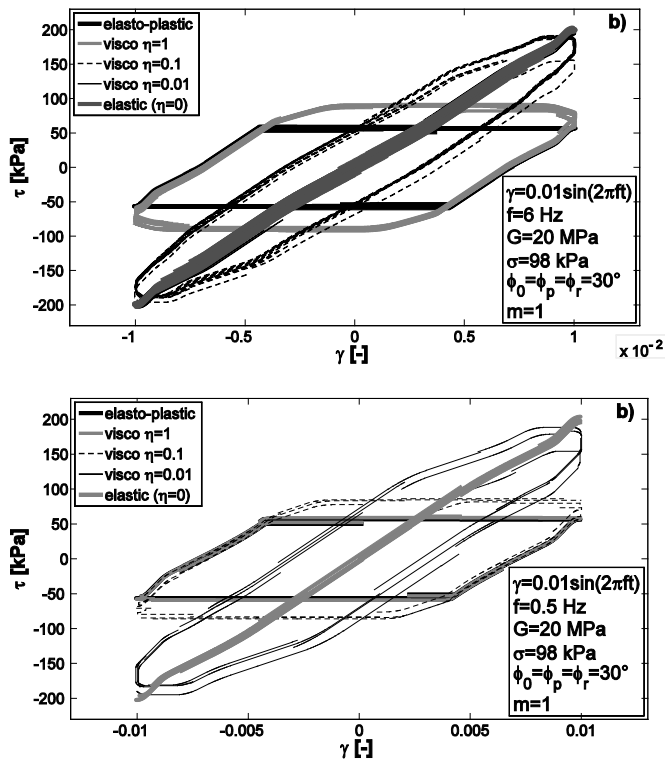 b)
elasto-plastic
visco η=1
visco η=0.1
visco η=0.01
elastic (η=0)
200
150
100
50
0
-50
-100
-150
-200
τ [kPa]
γ=0.01sin(2πft)
f=6 Hz
G=20 MPa
σ=98 kPa
ϕ0=ϕp=ϕr=30°
m=1
-1 -0.5 0 0.5 1
γ [-]
x 10-2
b)
elasto-plastic
visco η=1
visco η=0.1
visco η=0.01
elastic (η=0)
200
150
100
50
0
-50
-100
-150
-200
τ [kPa]
γ=0.01sin(2πft)
f=0.5 Hz
G=20 MPa
σ=98 kPa
ϕ0=ϕp=ϕr=30°
m=1
-0.01 -0.005 0 0.005 0.01
γ [-]